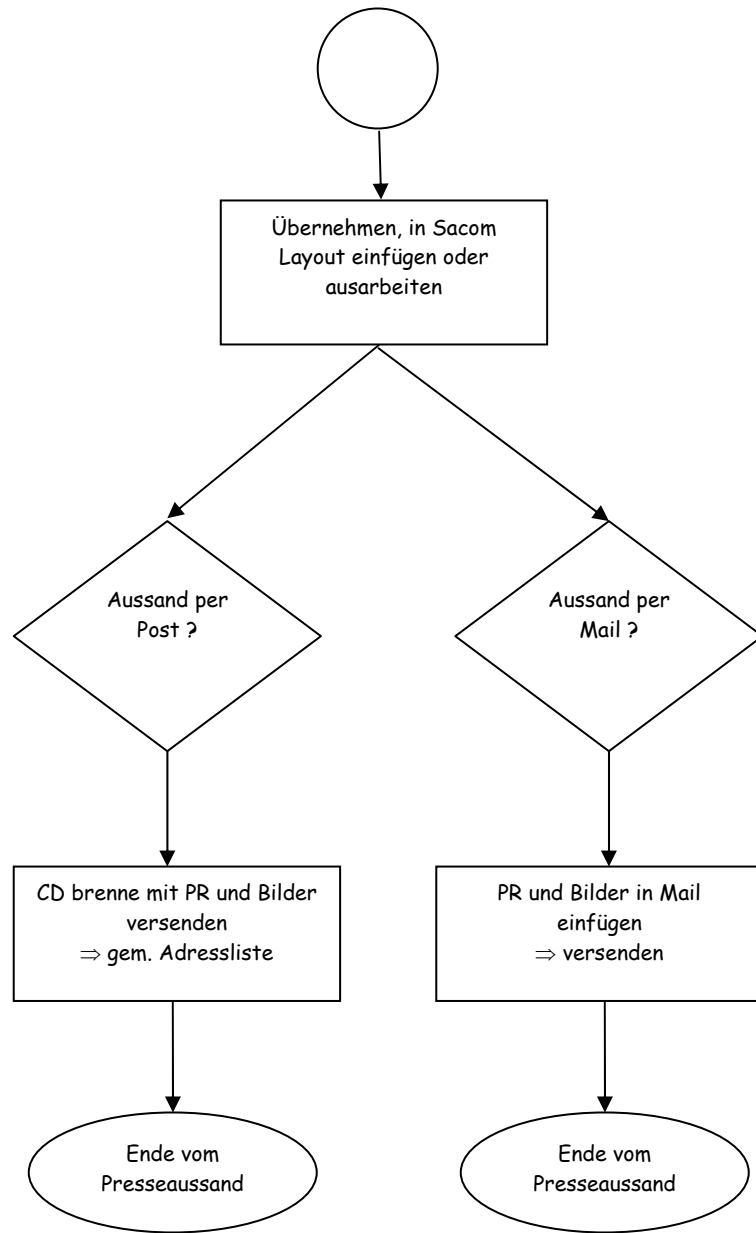 Übernehmen, in Sacom
Layout einfügen oder
ausarbeiten
Aussand per
Post ?
Aussand per
Mail ?
CD brenne mit PR und Bilder
versenden
⇒ gem. Adressliste
PR und Bilder in Mail
einfügen
⇒ versenden
Ende vom
Presseaussand
Ende vom
Presseaussand